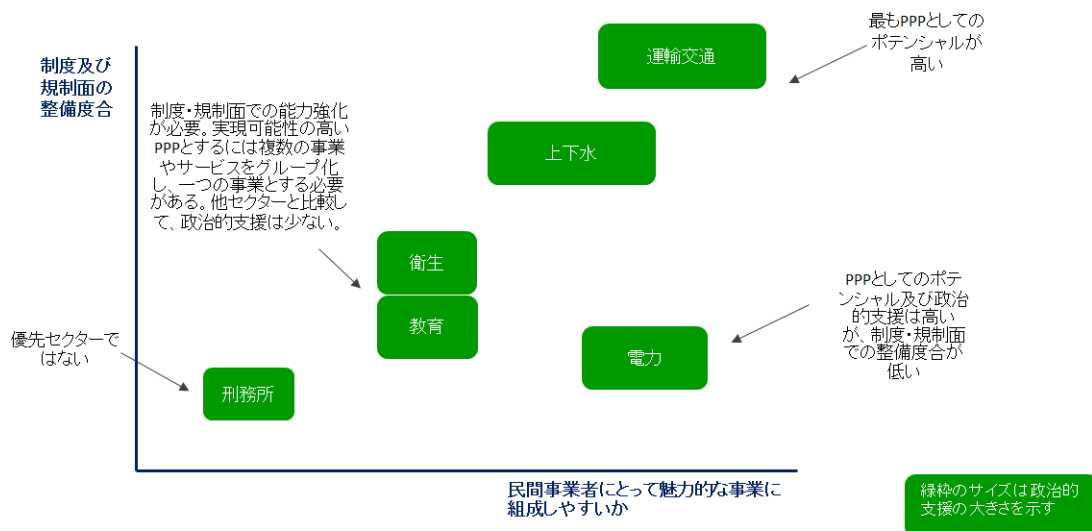 制度及び
規制面の
整備度合
運輸交通
最もPPPとしての
ポテンシャルが
高い
制度・規制面での能力強化
が必要。実現可能性の高い
PPPとするには複数の事業
やサービスをグループ化
し、一つの事業とする必要
がある。他セクターと比較し
て、政治的支援は少ない。
上下水
衛生
教育
電力
PPPとしてのポテ
ンシャル及び政治
的支援は高い
が、制度・規制面
での整備度合が
低い
優先セクターで
はない
刑務所
民間事業者にとって魅力的な事業に
組成しやすいか
緑枠のサイズは政治的
支援の大きさを示す